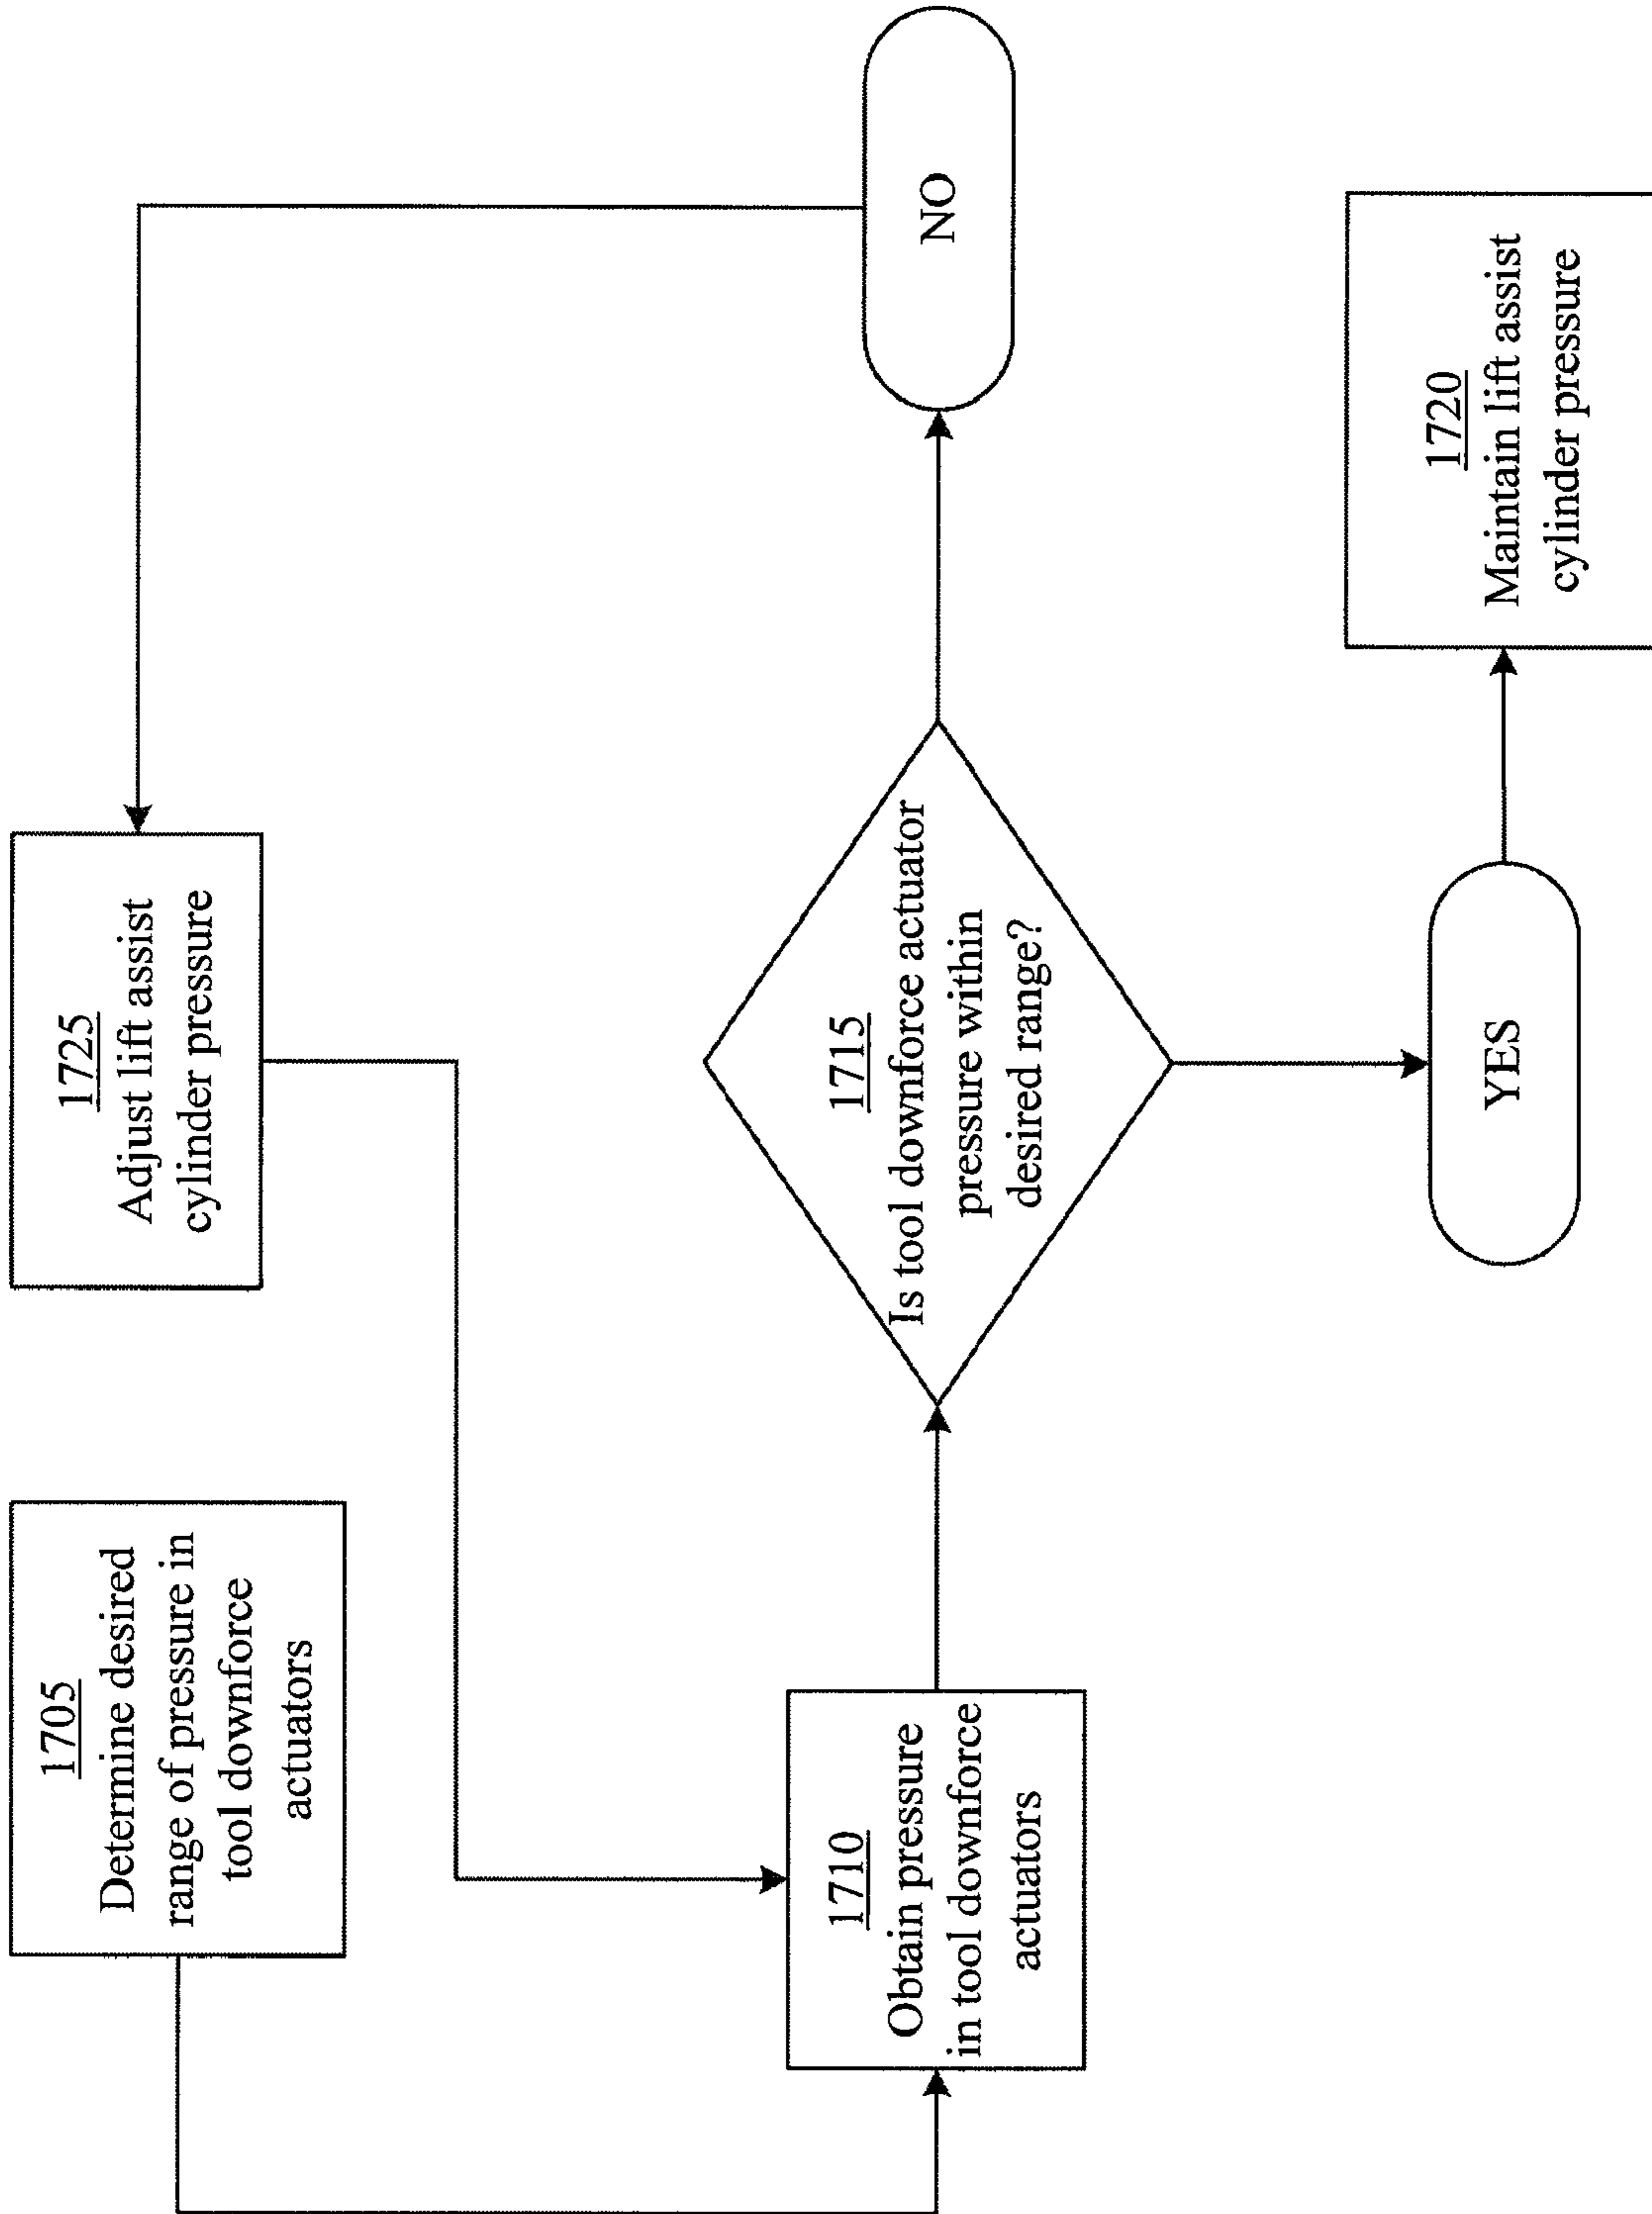 1705
Determine desired
range of pressure in
tool downforce
actuators
1710
Obtain pressure
in tool downforce
actuators
1715
Is tool downforce actuator
pressure within
desired range?
NO
1725
Adjust lift assist
cylinder pressure
YES
1720
Maintain lift assist
cylinder pressure